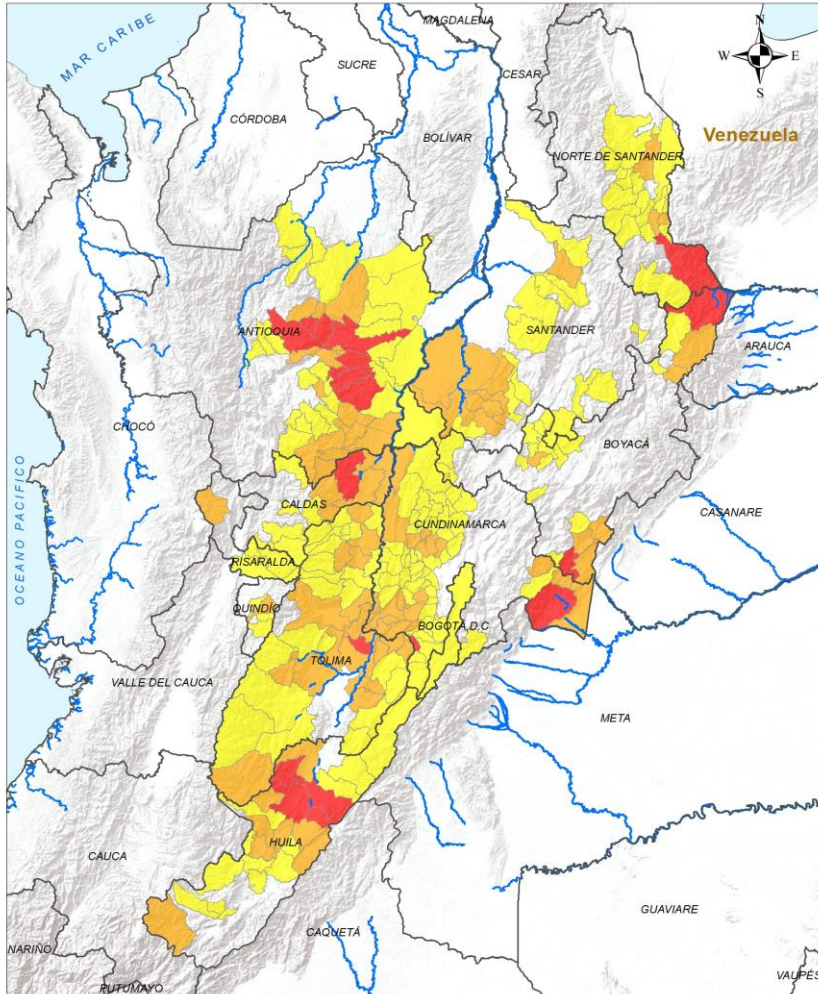 MAGDALENA
MAR CARIBE
N
W
E
S
SUCRE
CESAR
CÓRDOBA
BOLÍVAR
Venezuela
NORTE DE SANTANDER
ANTIOQUIA
SANTANDER
ARAUCA
CHOCÓ
BOYACÁ
CALDAS
CUNDINAMARCA
CASANARE
OCEANO PACIFICO
RISARALDA
QUINDÍO
BOGOTÁ, D.C
TOLIMA
VALLE DEL CAUCA
META
HUILA
CAUCA
GUAVIARE
CAQUETÁ
NARIÑO
PUTUMAYO
VAUPÉS